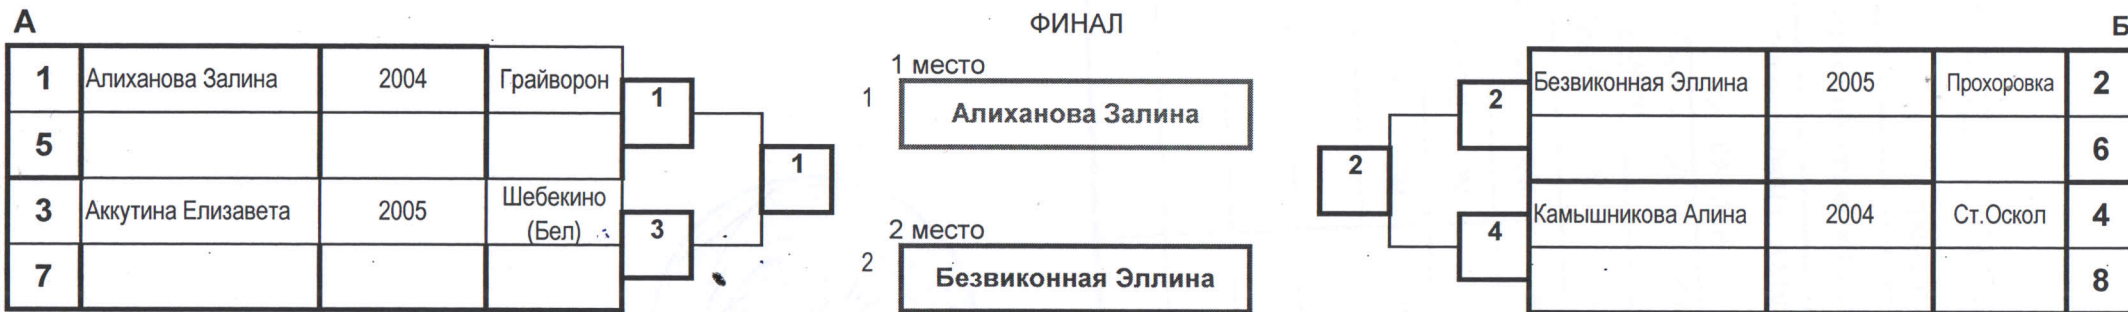 А
1 Алиханова Залина 2004 Грайворон
5
3 Аккутина Елизавета 2005 Шебекино (Бел)
7
1
3
1
ФИНАЛ
1 место
1 Алиханова Залина
2 место
2 Безвиконная Эллина
Б
Безвиконная Эллина 2005 Прохоровка 2
6
Камышникова Алина 2004 Ст.Оскол 4
8
2
4
2